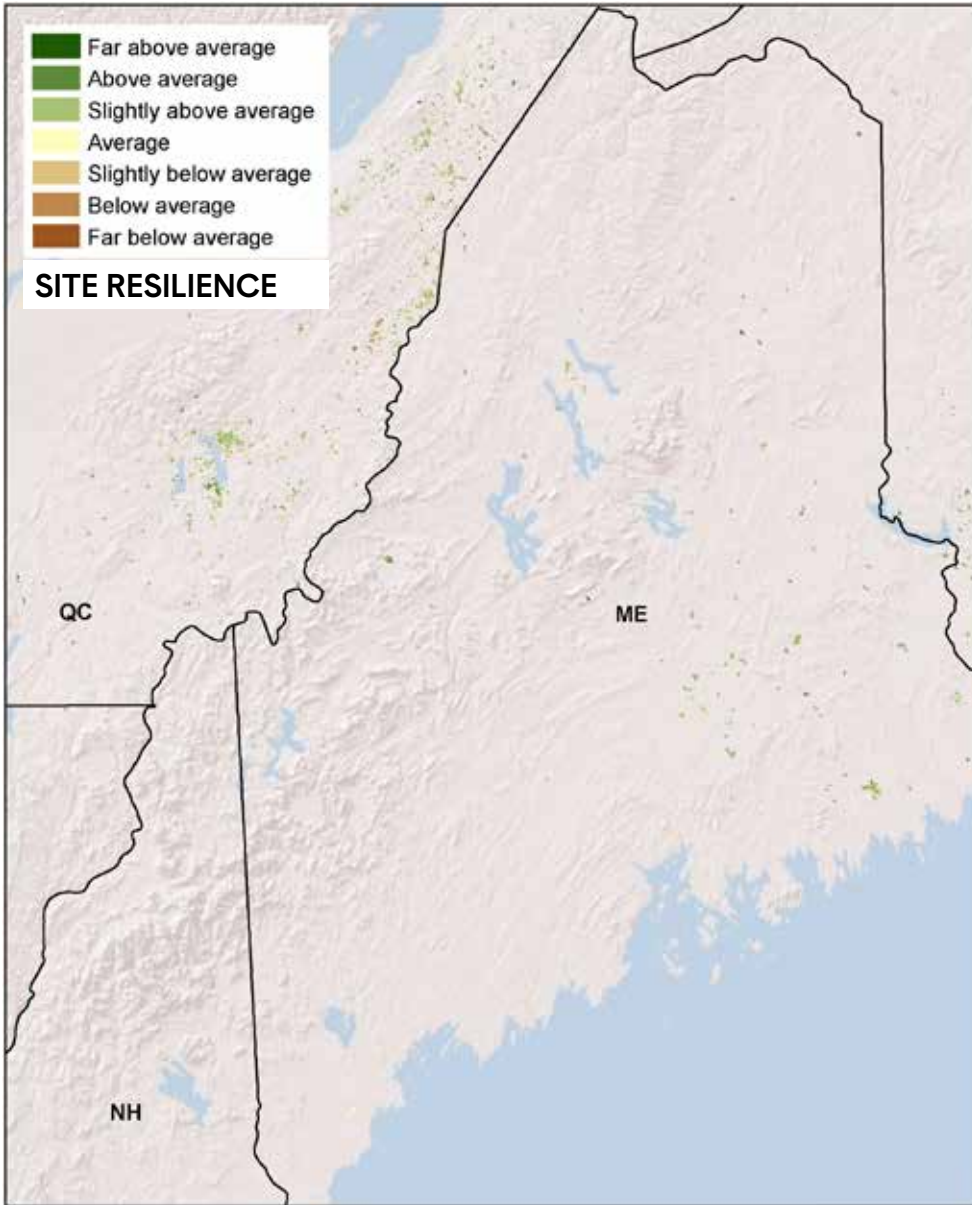 Far above average
Above average
Slightly above average
Average
Slightly below average
Below average
Far below average
SITE RESILIENCE
QC
ME
NH